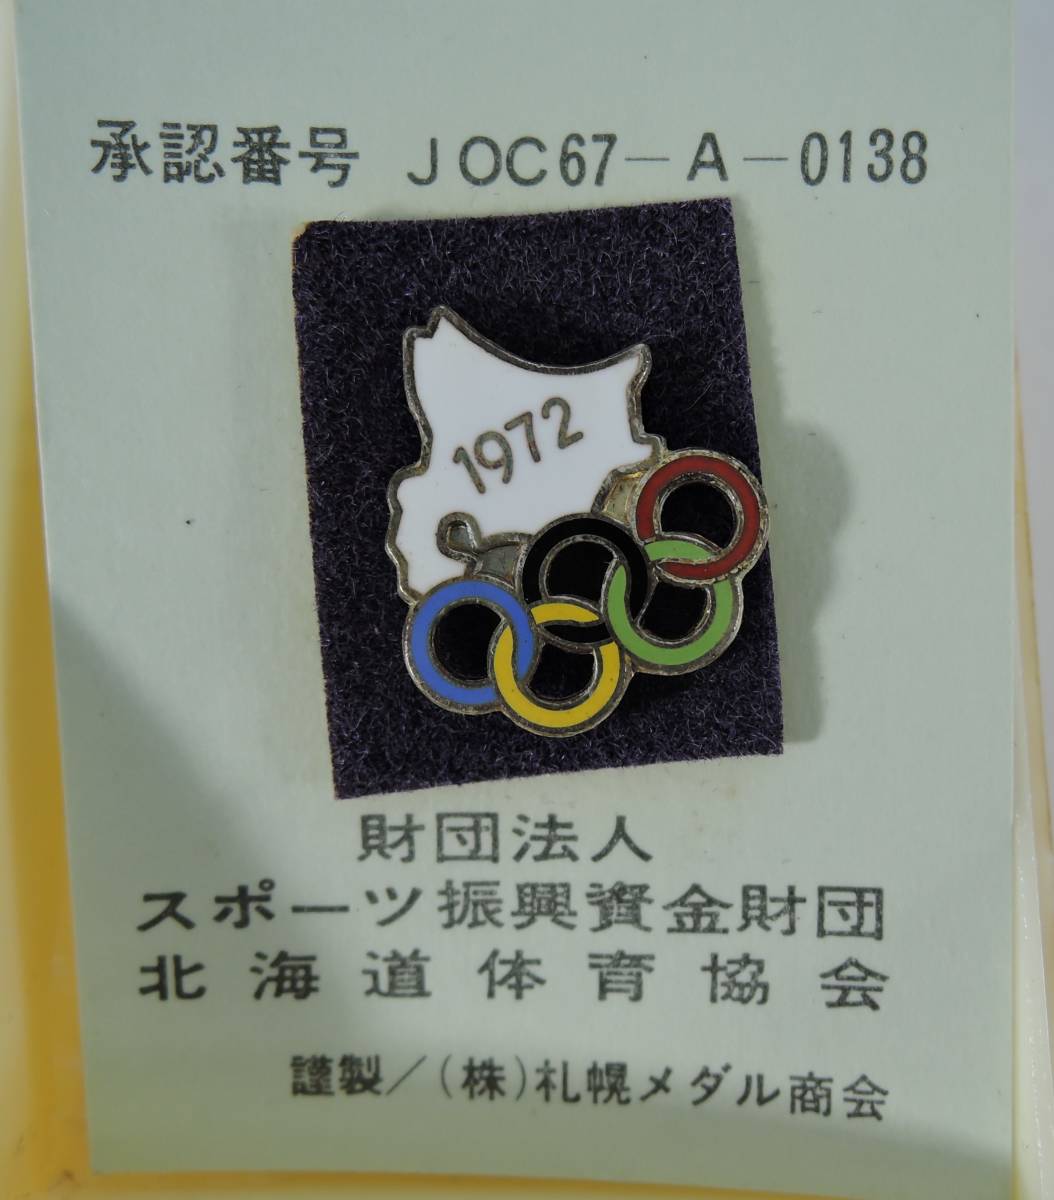 承認番号 JOC67-A-0138
1972
財団法人
スポーツ振興資金財団
北海道体育協会
謹製/(株)札幌メダル商会